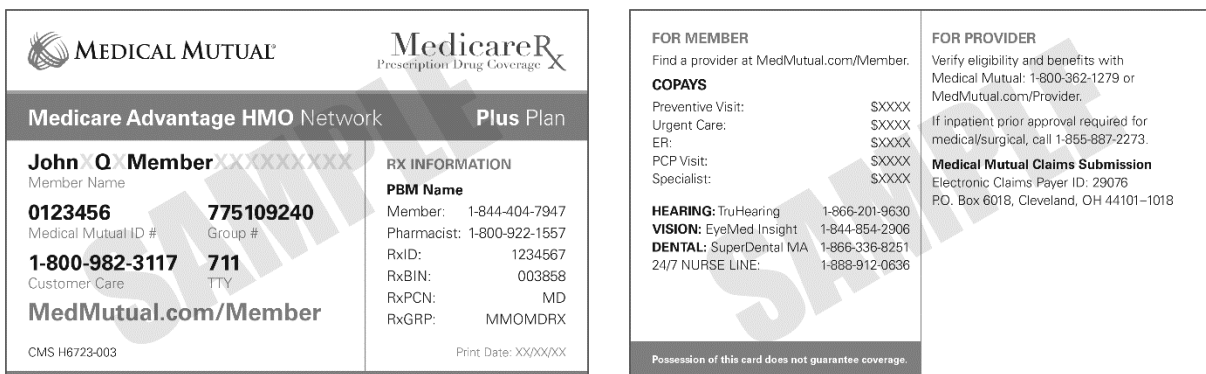 MEDICAL MUTUAL®
MedicareRx
Prescription Drug Coverage
Medicare Advantage HMO Network Plus Plan
JohnXQXMemberXXXXXXXXX
Member Name
0123456 775109240
Medical Mutual ID # Group #
1-800-982-3117 711
Customer Care TTY
MedMutual.com/Member
CMS H6723-003
RX INFORMATION
PBM Name
Member: 1-844-404-7947
Pharmacist: 1-800-922-1557
RxID: 1234567
RxBIN: 003858
RxPCN: MD
RxGRP: MMOMDRX
Print Date: XX/XX/XX
SAMPLE
FOR MEMBER
Find a provider at MedMutual.com/Member.
COPAYS
Preventive Visit: $XXXX
Urgent Care: $XXXX
ER: $XXXX
PCP Visit: $XXXX
Specialist: $XXXX
HEARING: TruHearing 1-866-201-9630
VISION: EyeMed Insight 1-844-854-2906
DENTAL: SuperDental MA 1-866-336-8251
24/7 NURSE LINE: 1-888-912-0636
Possession of this card does not guarantee coverage.
FOR PROVIDER
Verify eligibility and benefits with
Medical Mutual: 1-800-362-1279 or
MedMutual.com/Provider.
If inpatient prior approval required for
medical/surgical, call 1-855-887-2273.
Medical Mutual Claims Submission
Electronic Claims Payer ID: 29076
P.O. Box 6018, Cleveland, OH 44101–1018
SAMPLE